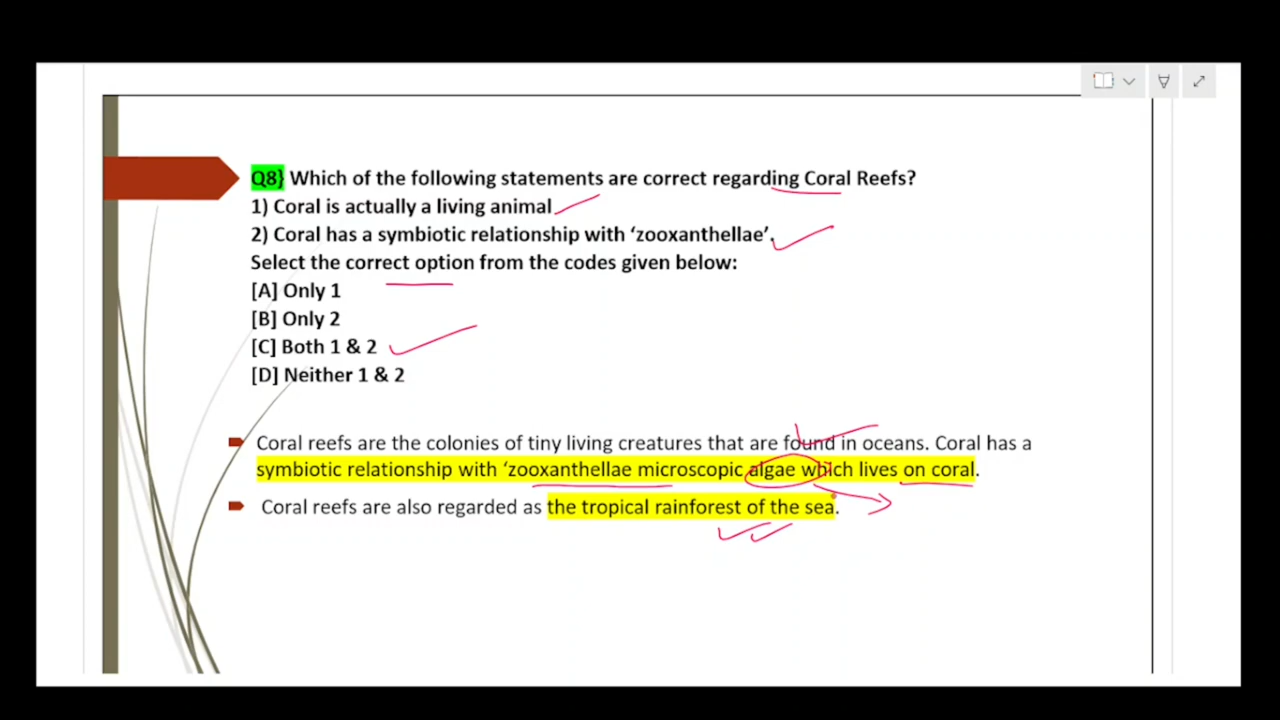 Q8} Which of the following statements are correct regarding Coral Reefs?
1) Coral is actually a living animal
2) Coral has a symbiotic relationship with ‘zooxanthellae’.
Select the correct option from the codes given below:
[A] Only 1
[B] Only 2
[C] Both 1 & 2
[D] Neither 1 & 2
Coral reefs are the colonies of tiny living creatures that are found in oceans. Coral has a
symbiotic relationship with ‘zooxanthellae microscopic algae which lives on coral.
Coral reefs are also regarded as the tropical rainforest of the sea.